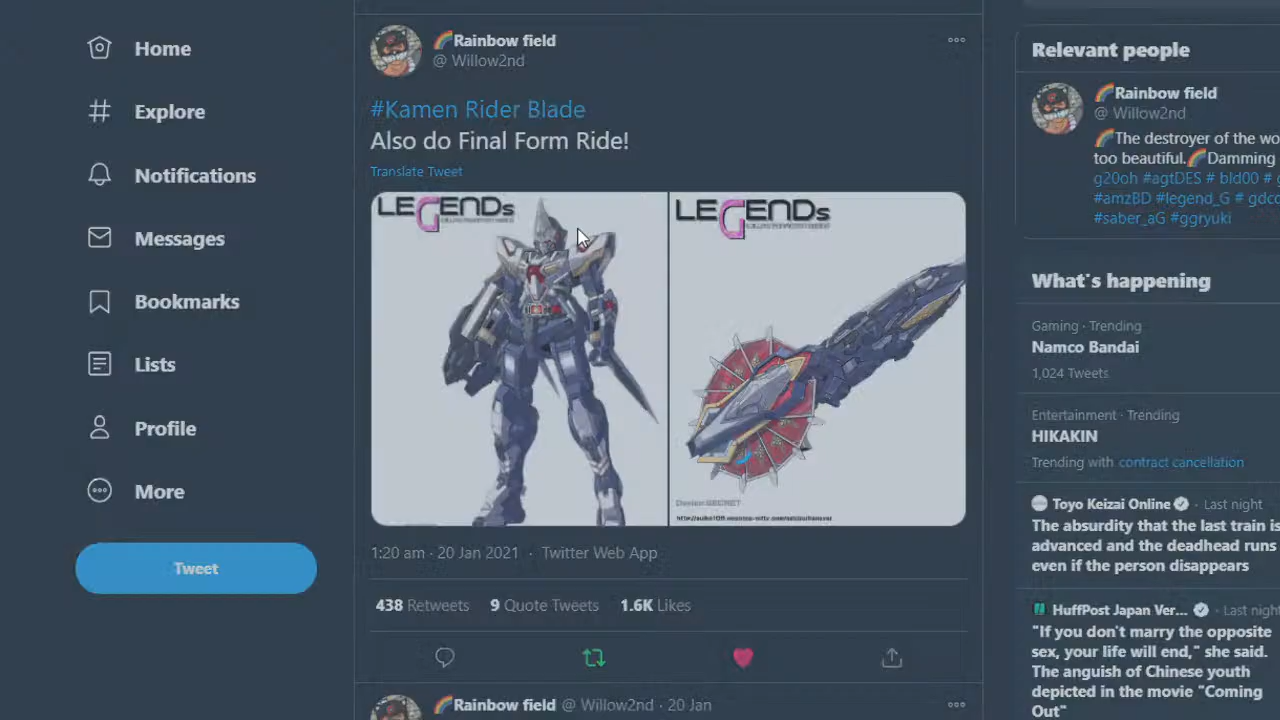 Home
Explore
Notifications
Messages
Bookmarks
Lists
Profile
More
Tweet
Rainbow field
@ Willow2nd
#Kamen Rider Blade
Also do Final Form Ride!
Translate Tweet
LEGENDs
LEGENDs
1:20 am · 20 Jan 2021 · Twitter Web App
438 Retweets 9 Quote Tweets 1.6K Likes
Rainbow field @ Willow2nd · 20 Jan
Relevant people
Rainbow field
@ Willow2nd
The destroyer of the wo
too beautiful. Damming
g20oh #agtDES # bld00 #
#amzBD #legend_G # gdcd
#saber_aG #ggryuki
What's happening
Gaming · Trending
Namco Bandai
1,024 Tweets
Entertainment · Trending
HIKAKIN
Trending with contract cancellation
Toyo Keizai Online · Last night
The absurdity that the last train is
advanced and the deadhead runs
even if the person disappears
HuffPost Japan Ver... · Last night
"If you don't marry the opposite
sex, your life will end," she said.
The anguish of Chinese youth
depicted in the movie "Coming
Out"